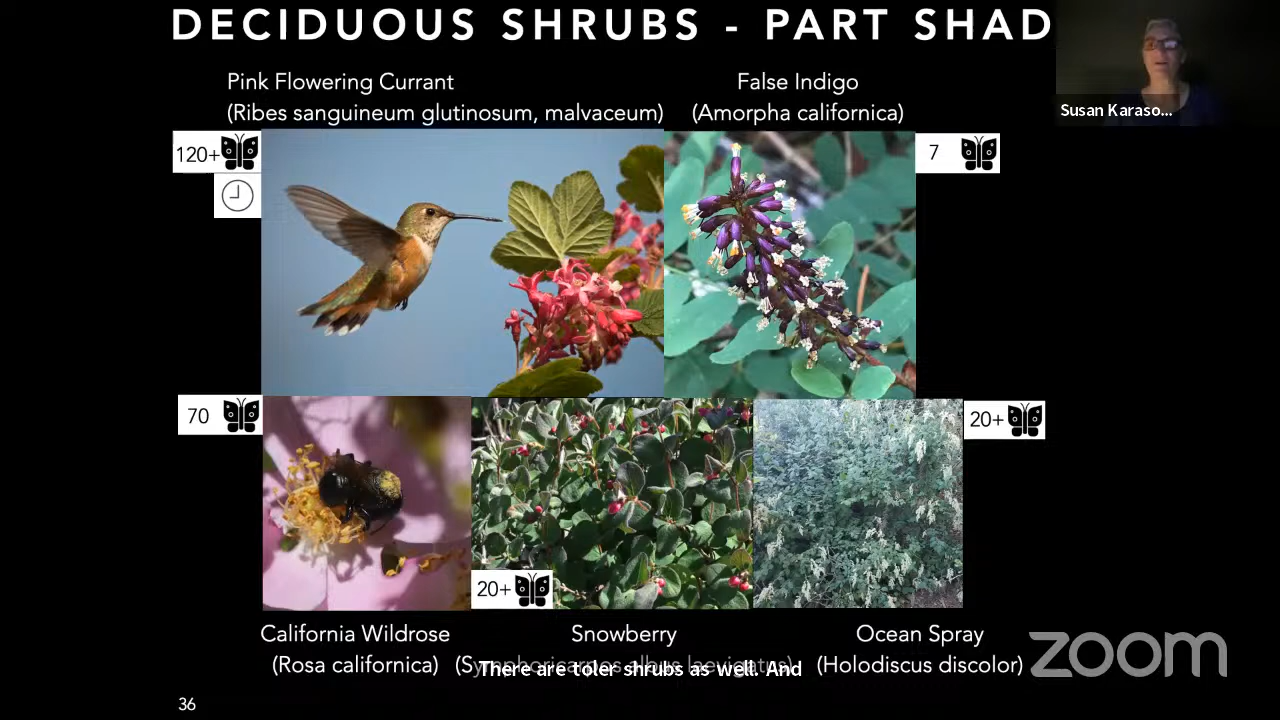 DECIDUOUS SHRUBS - PART SHAD
Susan Karaso...
Pink Flowering Currant
(Ribes sanguineum glutinosum, malvaceum)
False Indigo
(Amorpha californica)
120+
7
70
20+
20+
California Wildrose
(Rosa californica)
Snowberry
(Symphoricarpos albus laevigatus)
Ocean Spray
(Holodiscus discolor)
There are toler shrubs as well. And
zoom
36